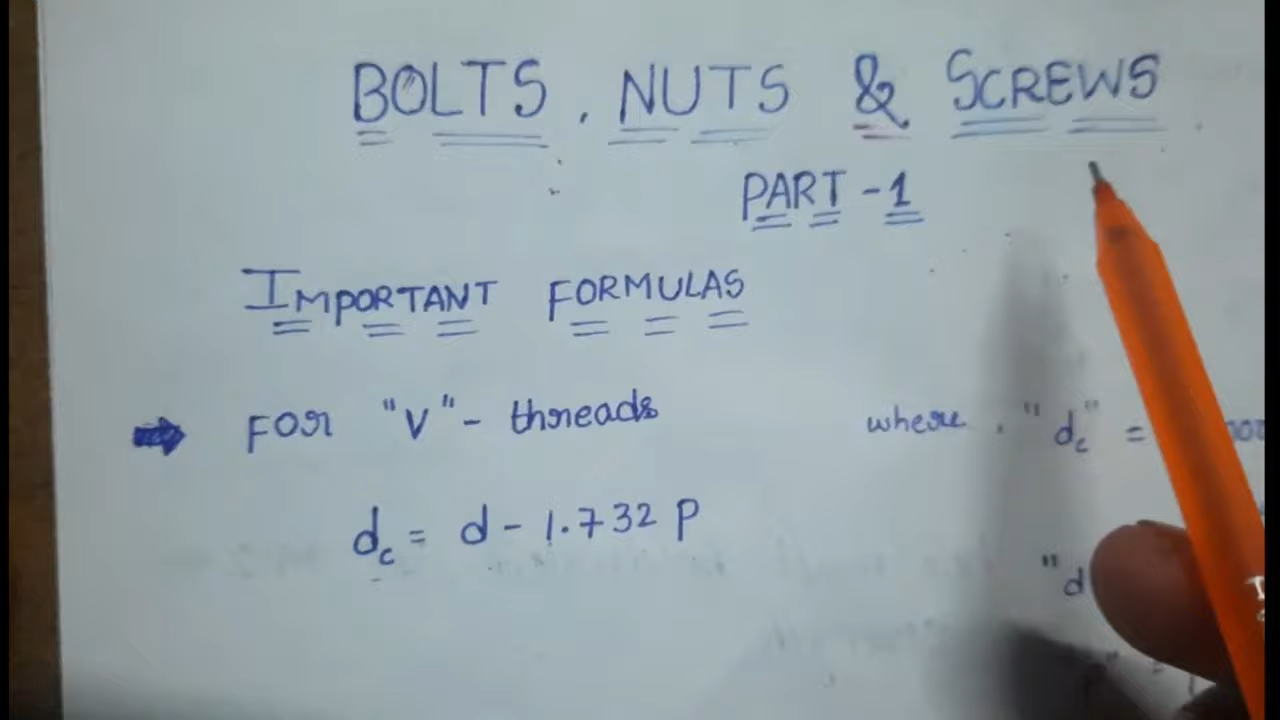 BOLTS, NUTS & SCREWS
PART -1
IMPORTANT FORMULAS
FOR "V" - threads
where, "dc" =
dc = d - 1.732 P
"d